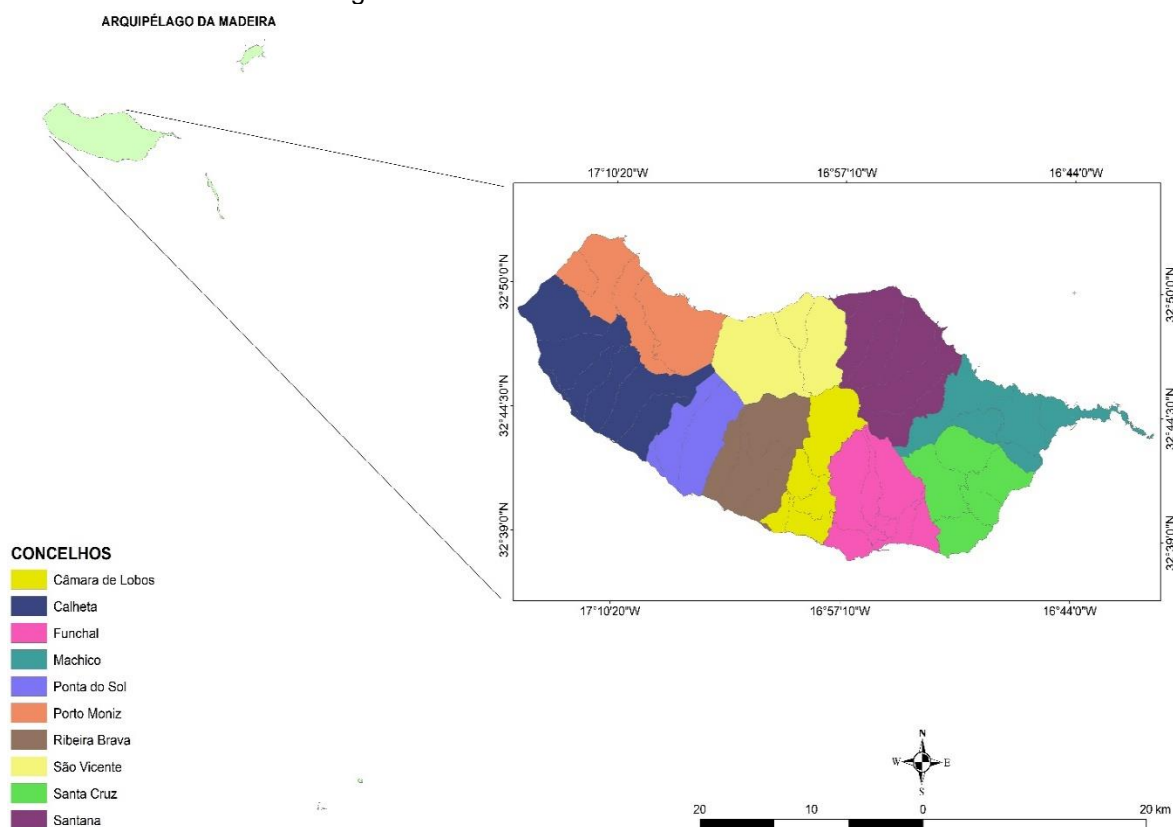 ARQUIPÉLAGO DA MADEIRA
17°10'20"W 16°57'10"W 16°44'0"W
32°50'0"N 32°50'0"N
32°44'30"N 32°44'30"N
32°39'0"N 32°39'0"N
17°10'20"W 16°57'10"W 16°44'0"W
CONCELHOS
Câmara de Lobos
Calheta
Funchal
Machico
Ponta do Sol
Porto Moniz
Ribeira Brava
São Vicente
Santa Cruz
Santana
N
W E
S
20 10 0 20 km